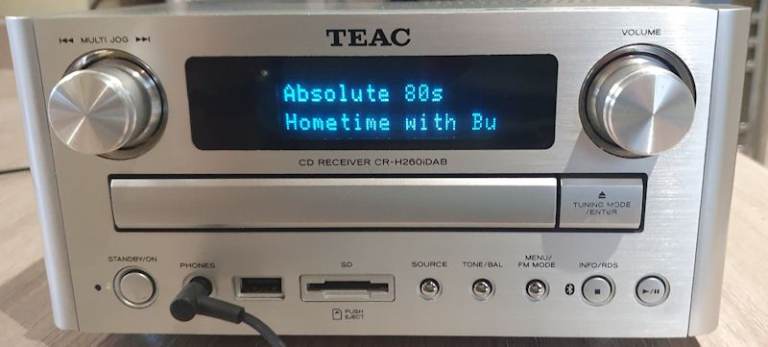 MULTI JOG
TEAC
VOLUME
Absolute 80s
Hometime with Bu
CD RECEIVER CR-H260iDAB
TUNING MODE
/ENTER
STANDBY/ON
PHONES
SD
SOURCE
TONE/BAL
MENU/
FM MODE
INFO/RDS
PUSH
EJECT